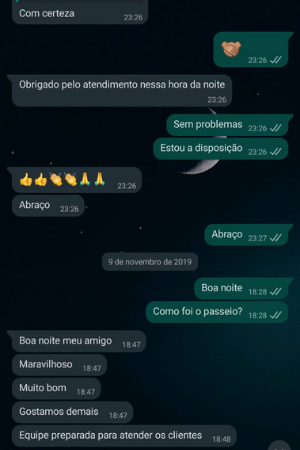 Com certeza
23:26
🤝
23:26
Obrigado pelo atendimento nessa hora da noite
23:26
Sem problemas 23:26
Estou a disposição 23:26
👍👍👏👏🙏🙏 23:26
Abraço 23:26
Abraço 23:27
9 de novembro de 2019
Boa noite 18:28
Como foi o passeio? 18:28
Boa noite meu amigo 18:47
Maravilhoso 18:47
Muito bom 18:47
Gostamos demais 18:47
Equipe preparada para atender os clientes 18:48